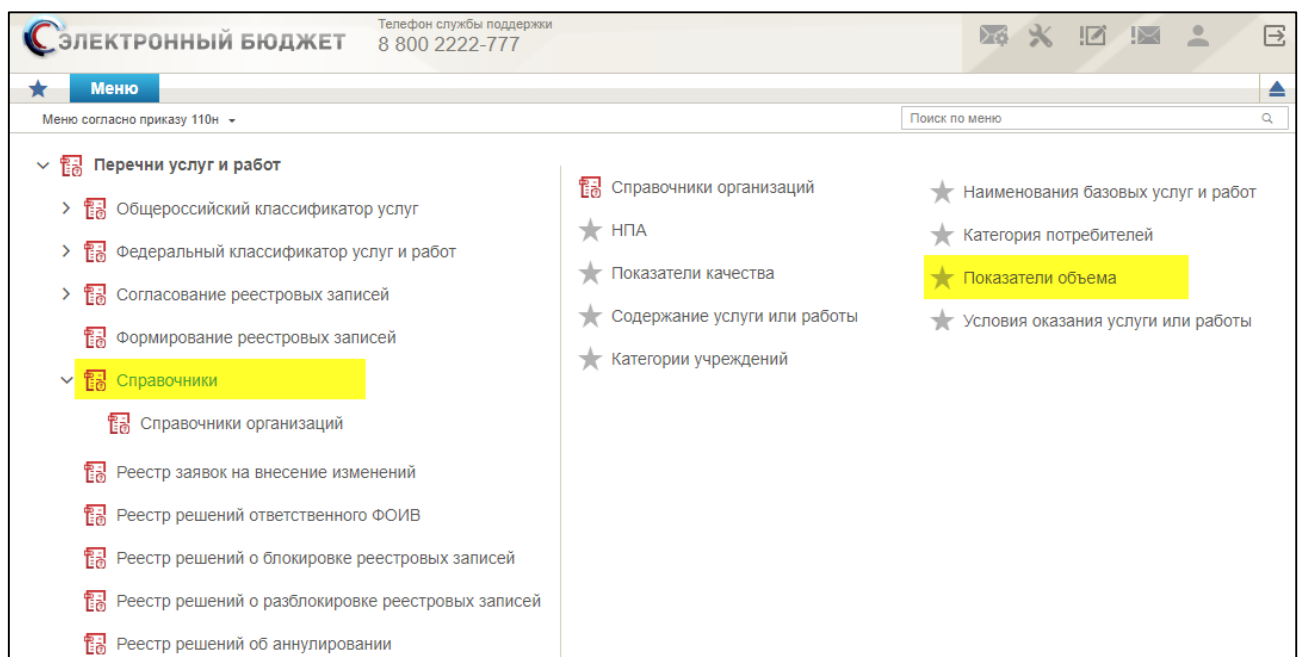 ЭЛЕКТРОННЫЙ БЮДЖЕТ
Телефон службы поддержки
8 800 2222-777
Меню
Меню согласно приказу 110н
Поиск по меню
Перечни услуг и работ
Общероссийский классификатор услуг
Федеральный классификатор услуг и работ
Согласование реестровых записей
Формирование реестровых записей
Справочники
Справочники организаций
Реестр заявок на внесение изменений
Реестр решений ответственного ФОИВ
Реестр решений о блокировке реестровых записей
Реестр решений о разблокировке реестровых записей
Реестр решений об аннулировании
Справочники организаций
НПА
Показатели качества
Содержание услуги или работы
Категории учреждений
Наименования базовых услуг и работ
Категория потребителей
Показатели объема
Условия оказания услуги или работы